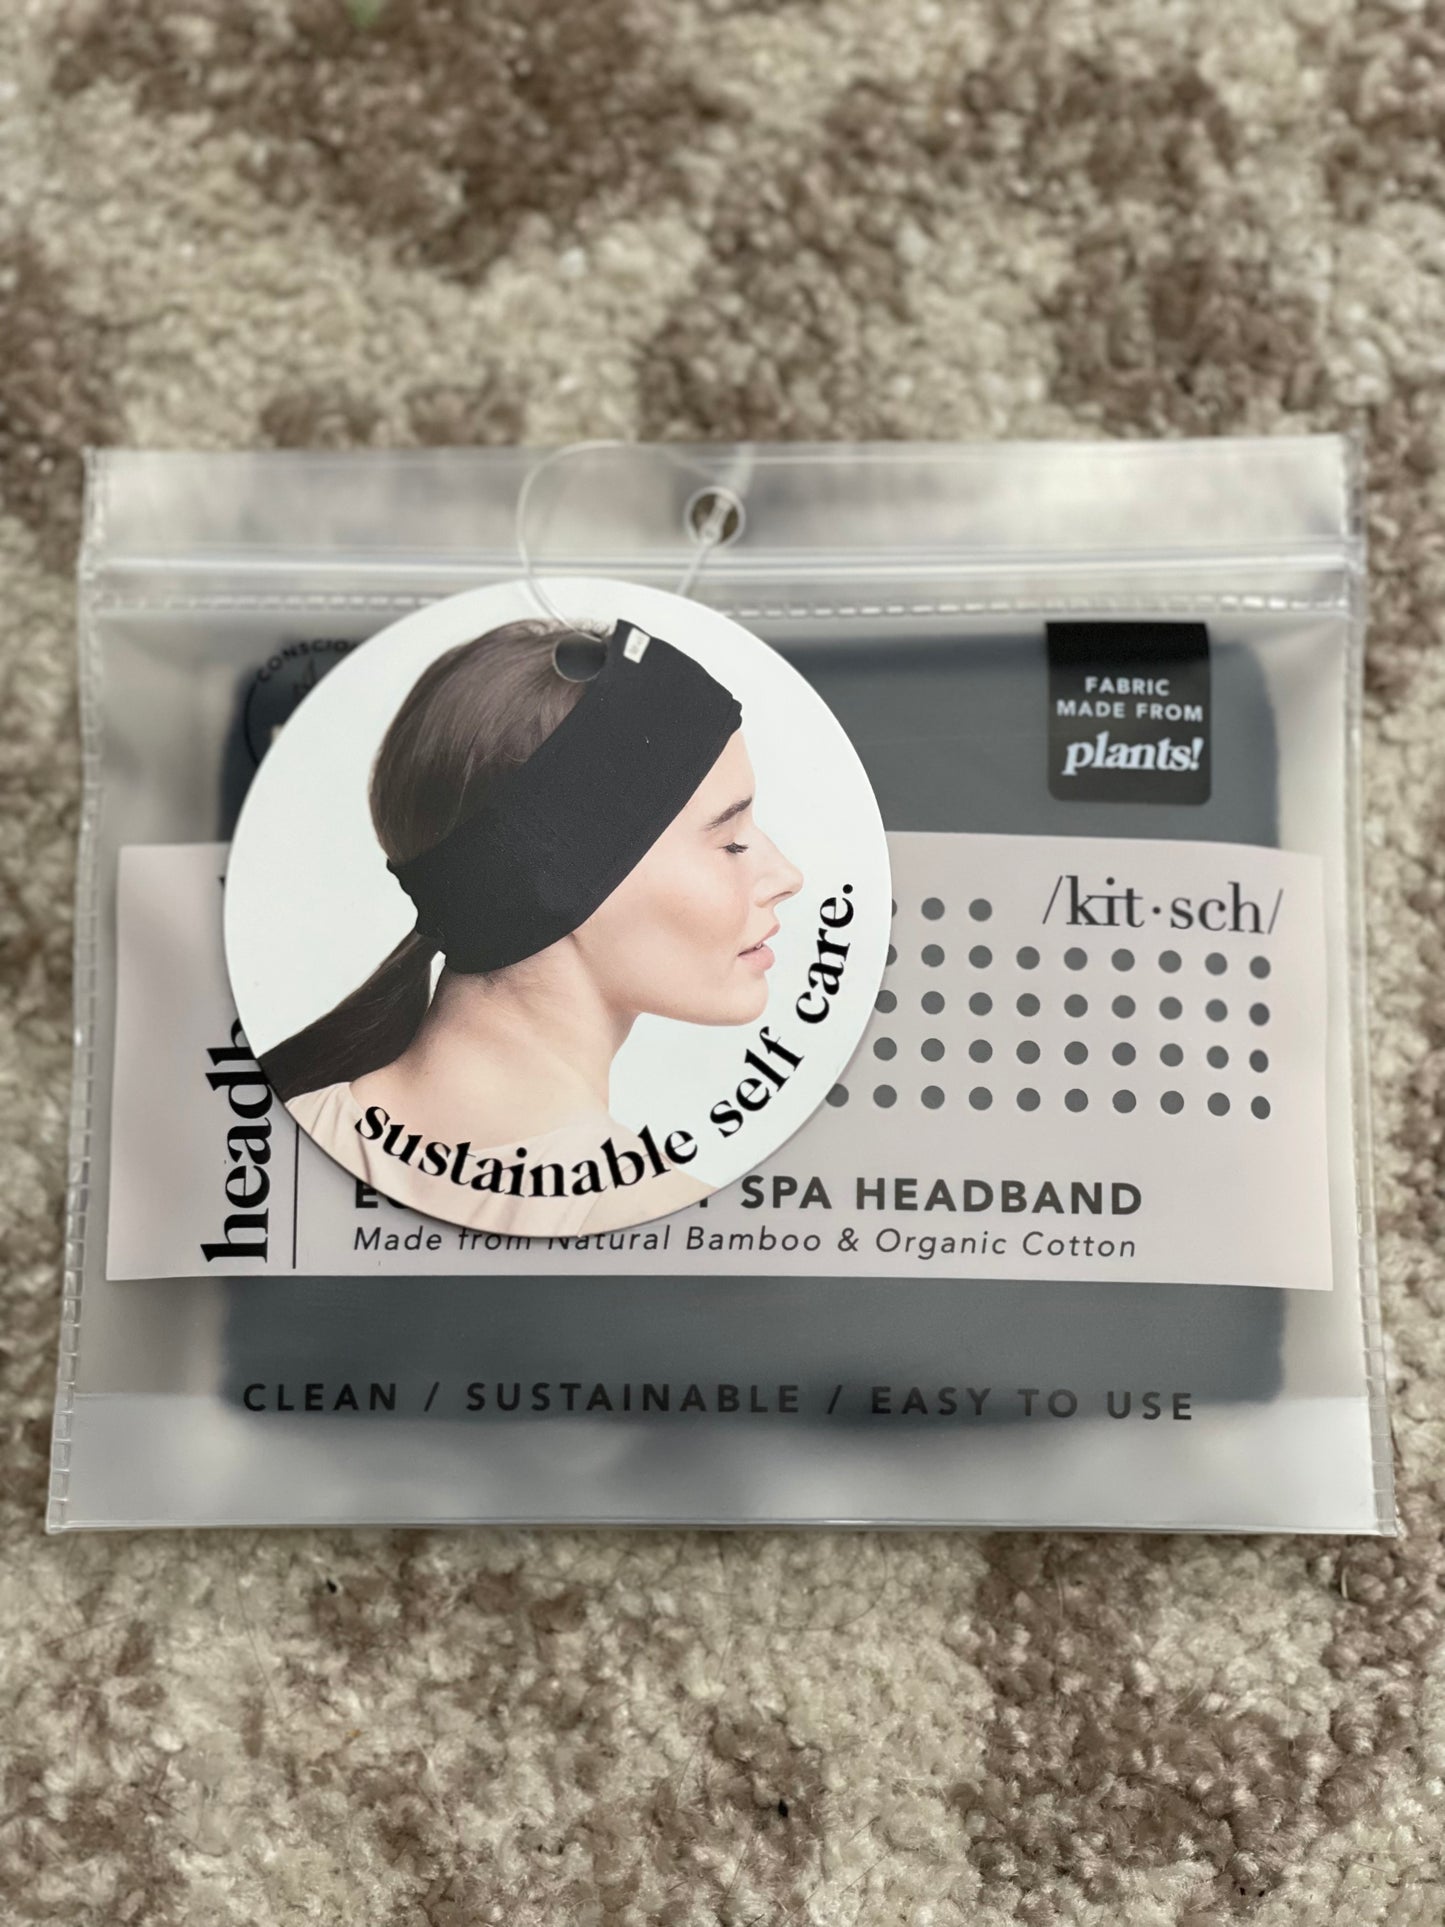 FABRIC
MADE FROM
plants!
/kit·sch/
sustainable self care.
SPA HEADBAND
Made from Natural Bamboo & Organic Cotton
CLEAN / SUSTAINABLE / EASY TO USE